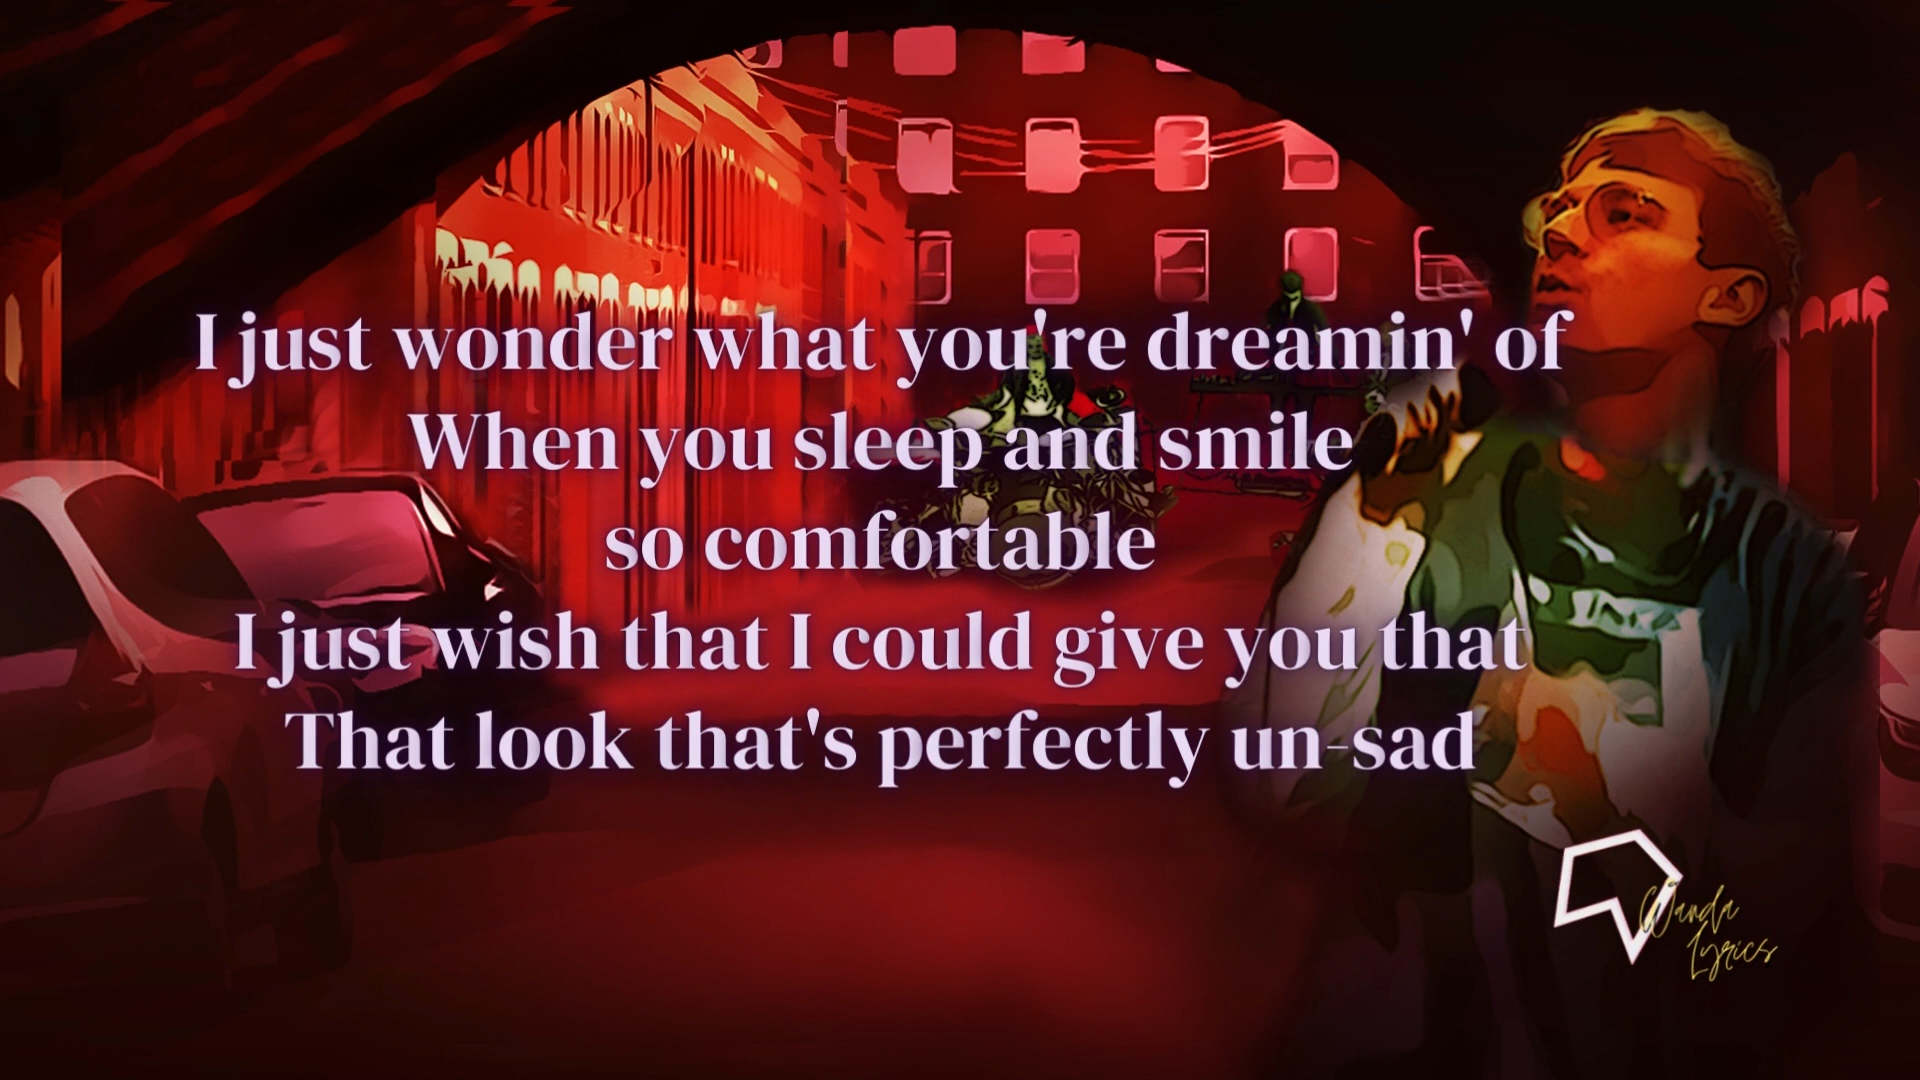 I just wonder what you're dreamin' of
When you sleep and smile
so comfortable
I just wish that I could give you that
That look that's perfectly un-sad
Wanda
Lyrics